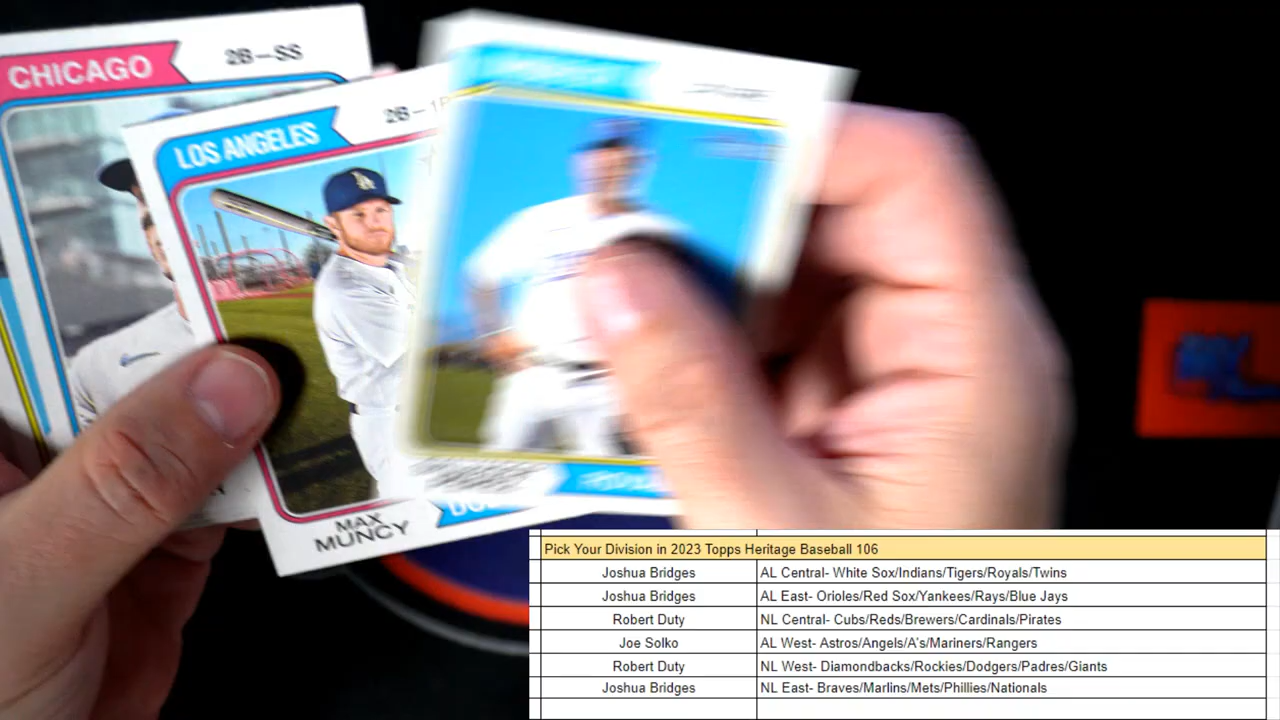 CHICAGO
2B—SS
LOS ANGELES
2B—
MAX
MUNCY
Pick Your Division in 2023 Topps Heritage Baseball 106
Joshua Bridges AL Central- White Sox/Indians/Tigers/Royals/Twins
Joshua Bridges AL East- Orioles/Red Sox/Yankees/Rays/Blue Jays
Robert Duty NL Central- Cubs/Reds/Brewers/Cardinals/Pirates
Joe Solko AL West- Astros/Angels/A's/Mariners/Rangers
Robert Duty NL West- Diamondbacks/Rockies/Dodgers/Padres/Giants
Joshua Bridges NL East- Braves/Marlins/Mets/Phillies/Nationals